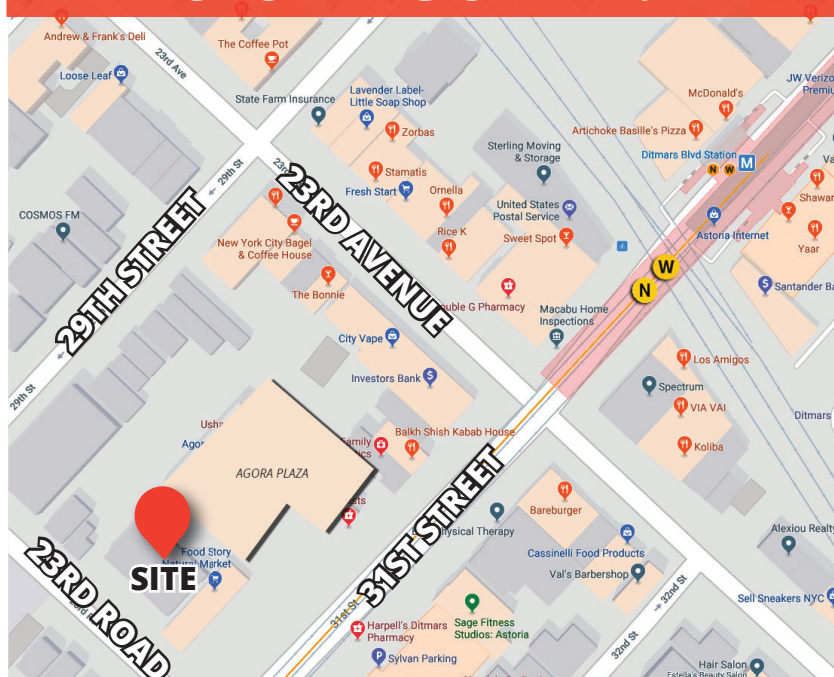 Andrew & Frank's Deli
The Coffee Pot
23rd Ave
Loose Leaf
State Farm Insurance
Lavender Label-
Little Soap Shop
Zorbas
McDonald's
JW
Artichoke Basille's Pizza
Sterling Moving
& Storage
Ditmars Blvd Station
M
N W
29th St
Stamatis
Fresh Start
Ornella
United States
Postal Service
Rice K
Sweet Spot
Astoria Internet
Yaar
COSMOS FM
29TH STREET
23RD AVENUE
New York City Bagel
& Coffee House
The Bonnie
W
N
G Pharmacy
Macabu Home
Inspections
Santander
City Vape
Investors Bank
Los Amigos
Spectrum
VIA VAI
Koliba
Ditmars
29th St
Balkh Shish Kabab House
AGORA PLAZA
31ST STREET
Bareburger
Physical Therapy
Cassinelli Food Products
Val's Barbershop
Alexiou Realty
Food Story
Natural Market
SITE
23RD ROAD
32nd St
Sell Sneakers NYC
31st St
Harpell's Ditmars
Pharmacy
Sage Fitness
Studios: Astoria
P Sylvan Parking
32nd St
Hair Salon
Estella's Beauty Salon